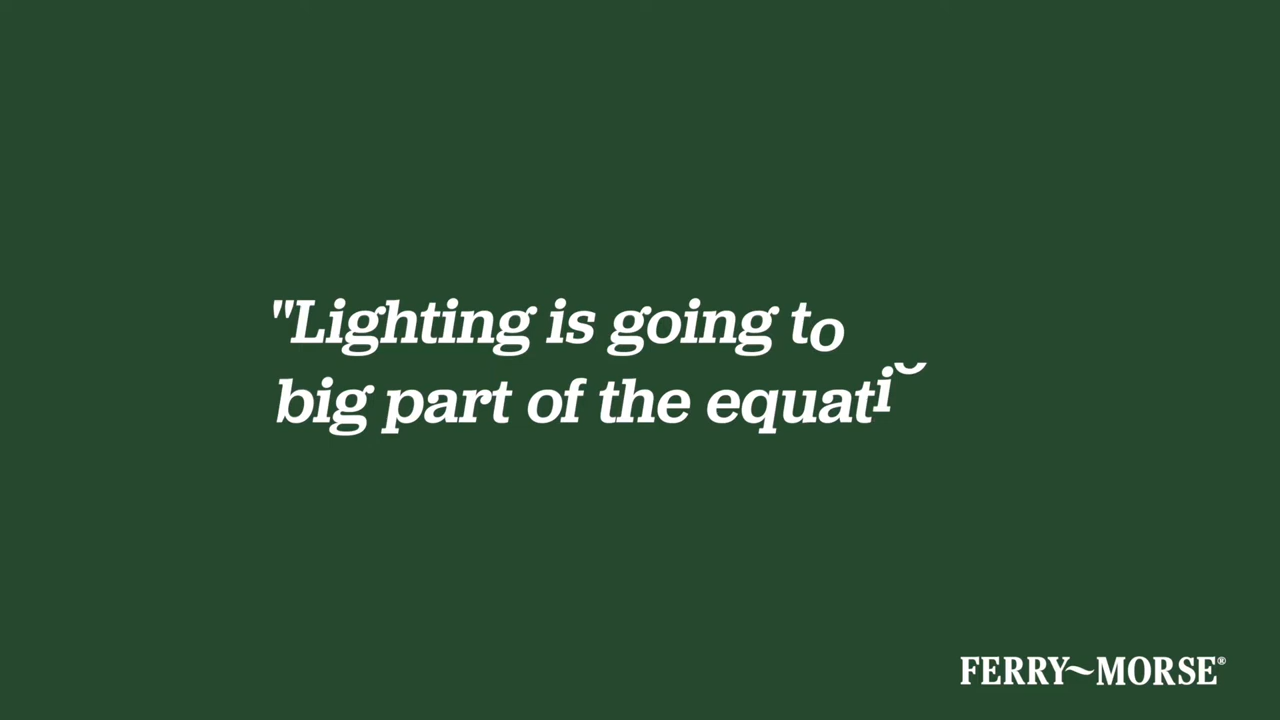 "Lighting is going to
big part of the equati
FERRY~MORSE®